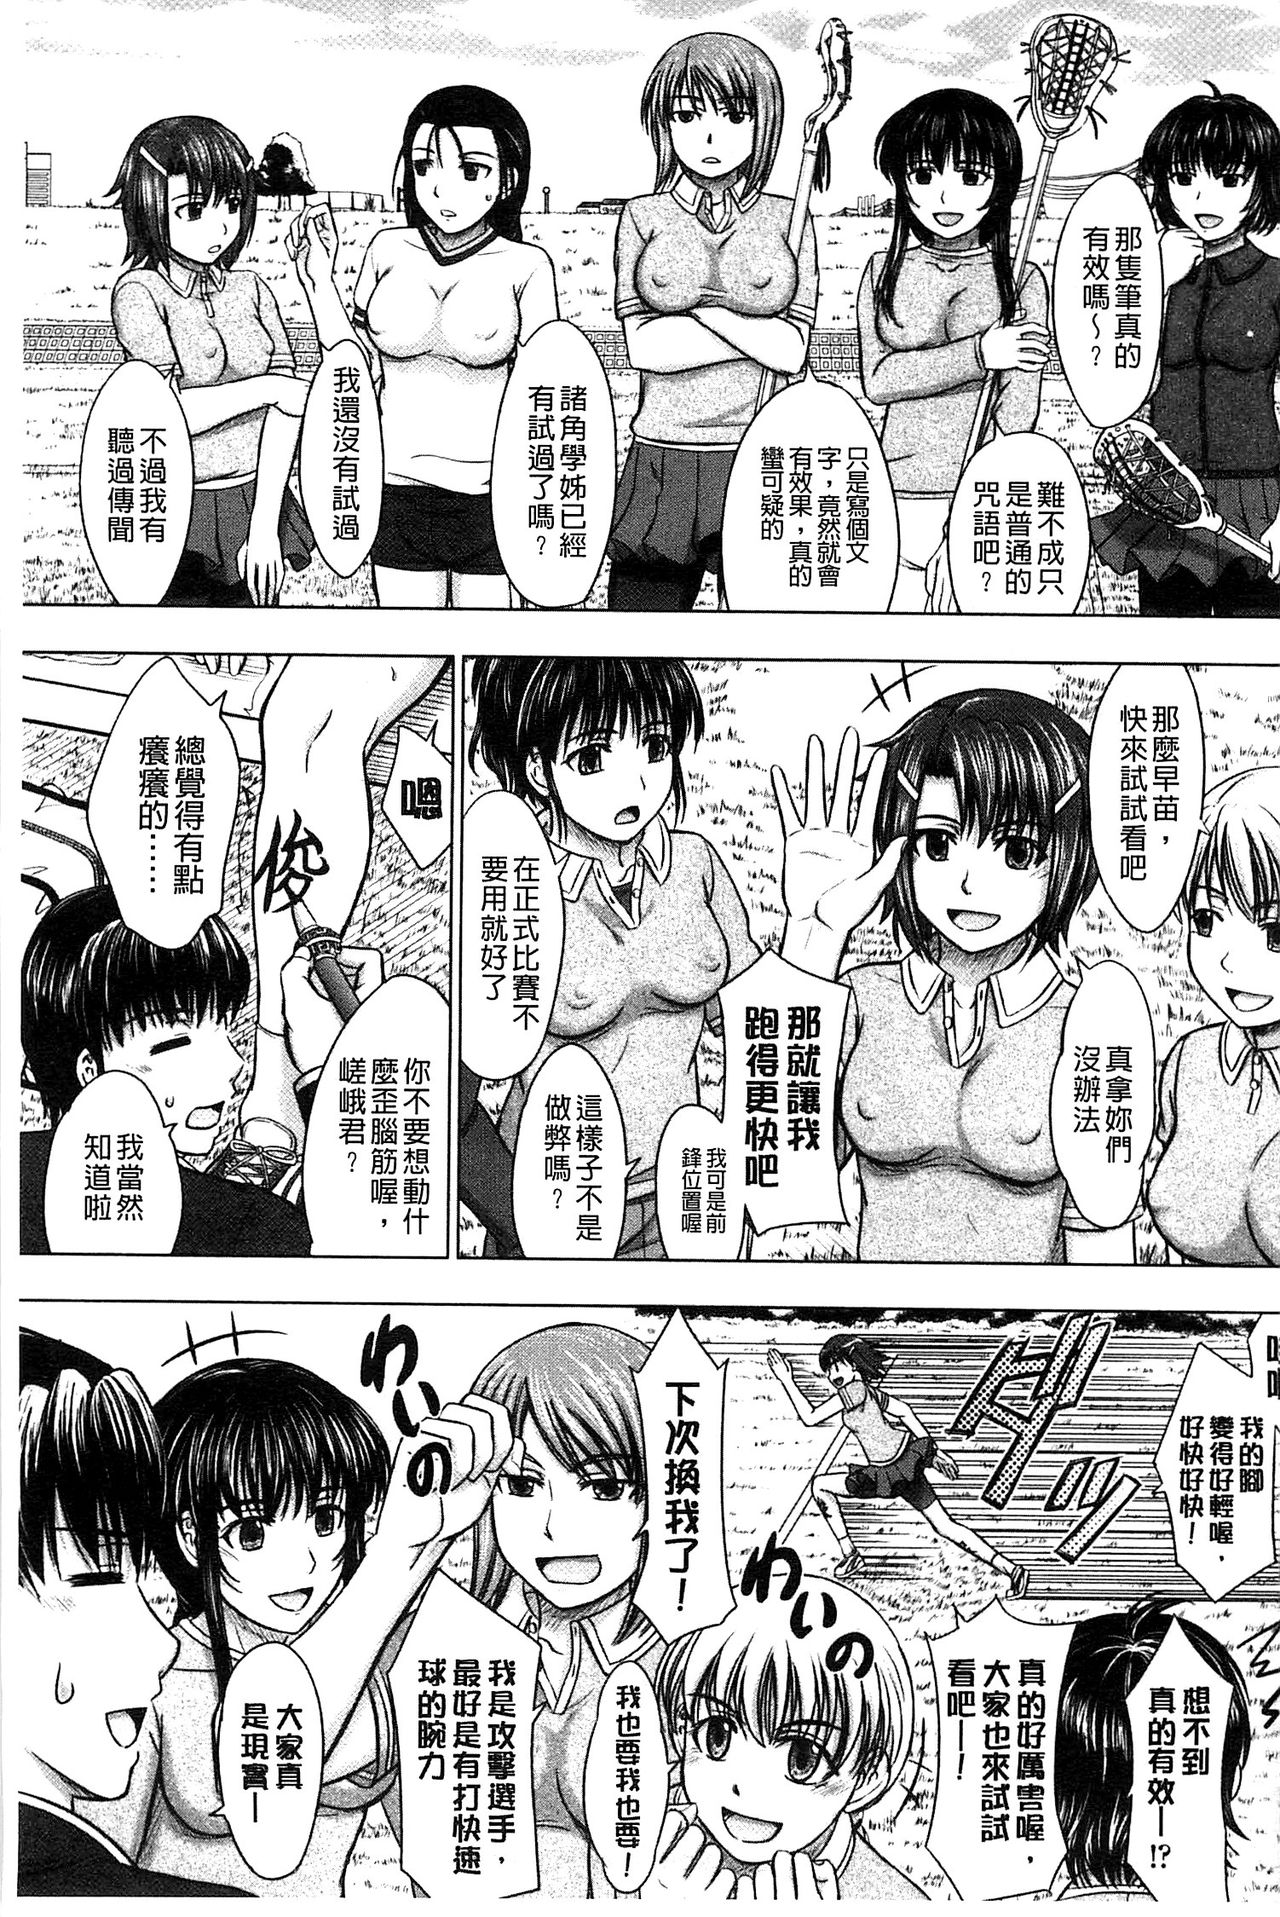 那隻筆真的
有效嗎～？
難不成只
是普通的
咒語吧？
只是寫個文
字，竟然就會
有效果，真的
蠻可疑的
諸角學姊已經
有試過了嗎？
我還沒有試過
不過我有
聽過傳聞
那麼早苗，
快來試試看吧
真拿妳們
沒辦法
那就讓我
跑得更快吧
我可是前
鋒位置喔
在正式比賽不
要用就好了
這樣子不是
做弊嗎？
嗯
俊
總覺得有點
癢癢的……
你不要想動什
麼歪腦筋喔，
嵯峨君？
我當然
知道啦
我的腳
變得好輕喔，
好快好快！
想不到
真的有效—!?
真的好厲害喔，
大家也來試試
看吧—！
下次換我了！
わいの
わいの
我也要我也要！
我是攻擊選手，
最好是有打快速
球的腕力
大家真
是現實—